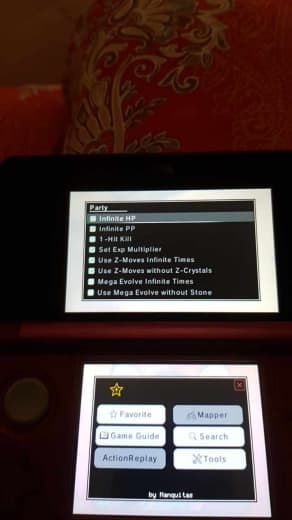 Party
Infinite HP
Infinite PP
1-Hit Kill
Set Exp Multiplier
Use Z-Moves Infinite Times
Use Z-Moves without Z-Crystals
Mega Evolve Infinite Times
Use Mega Evolve without Stone
Favorite
Mapper
Game Guide
Search
ActionReplay
Tools
by Nanquitas